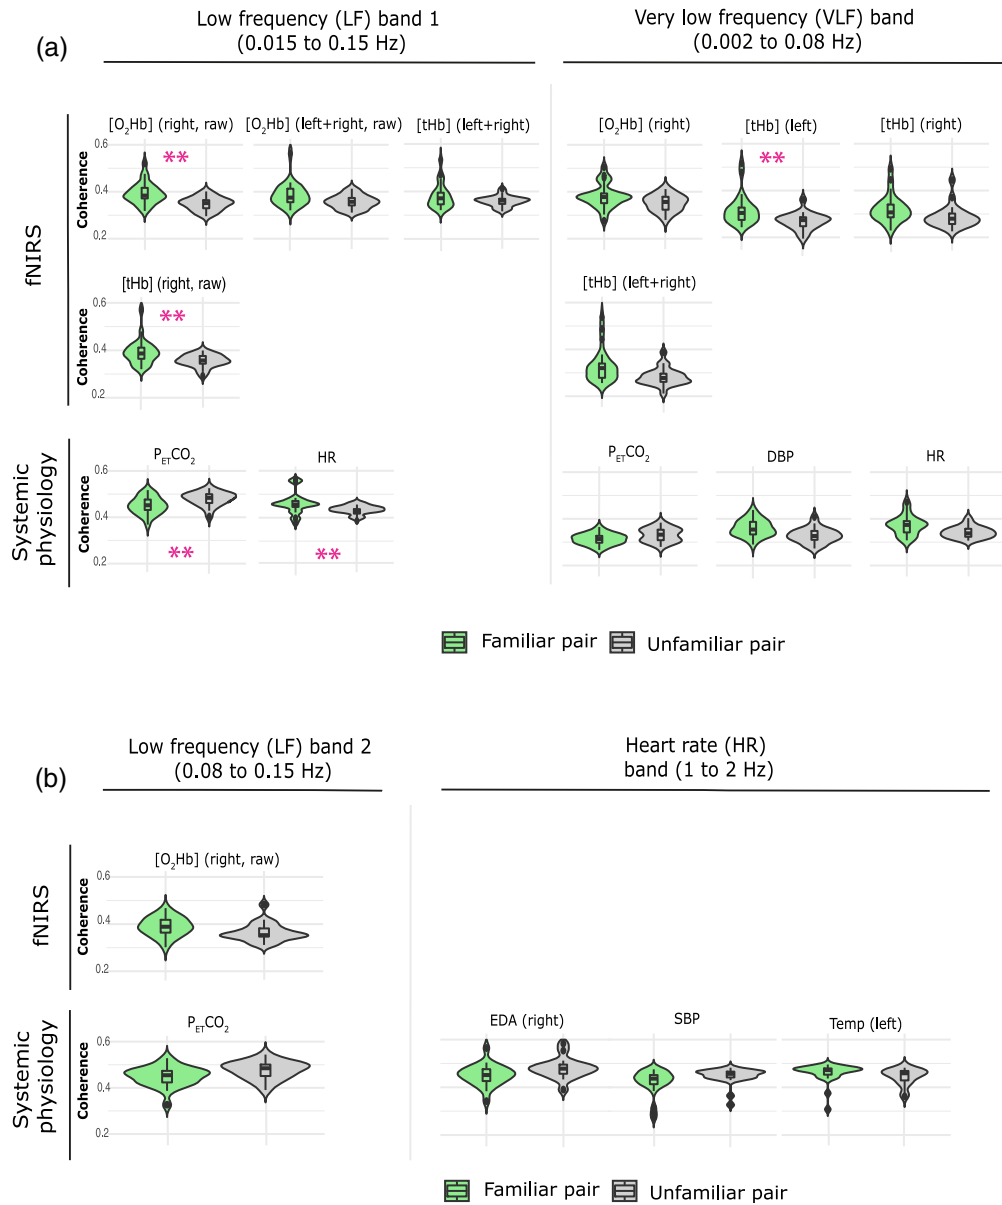 (a)
Low frequency (LF) band 1
(0.015 to 0.15 Hz)
Very low frequency (VLF) band
(0.002 to 0.08 Hz)
fNIRS
[O₂Hb] (right, raw)
[O₂Hb] (left+right, raw)
[tHb] (left+right)
[O₂Hb] (right)
[tHb] (left)
[tHb] (right)
Coherence
0.6
0.4
0.2
**
**
[tHb] (right, raw)
[tHb] (left+right)
Coherence
0.6
0.4
0.2
**
Systemic
physiology
P_ETCO₂
HR
P_ETCO₂
DBP
HR
Coherence
0.6
0.4
0.2
**
**
Familiar pair
Unfamiliar pair
(b)
Low frequency (LF) band 2
(0.08 to 0.15 Hz)
Heart rate (HR)
band (1 to 2 Hz)
fNIRS
[O₂Hb] (right, raw)
Coherence
0.6
0.4
0.2
Systemic
physiology
P_ETCO₂
EDA (right)
SBP
Temp (left)
Coherence
0.6
0.4
0.2
Familiar pair
Unfamiliar pair